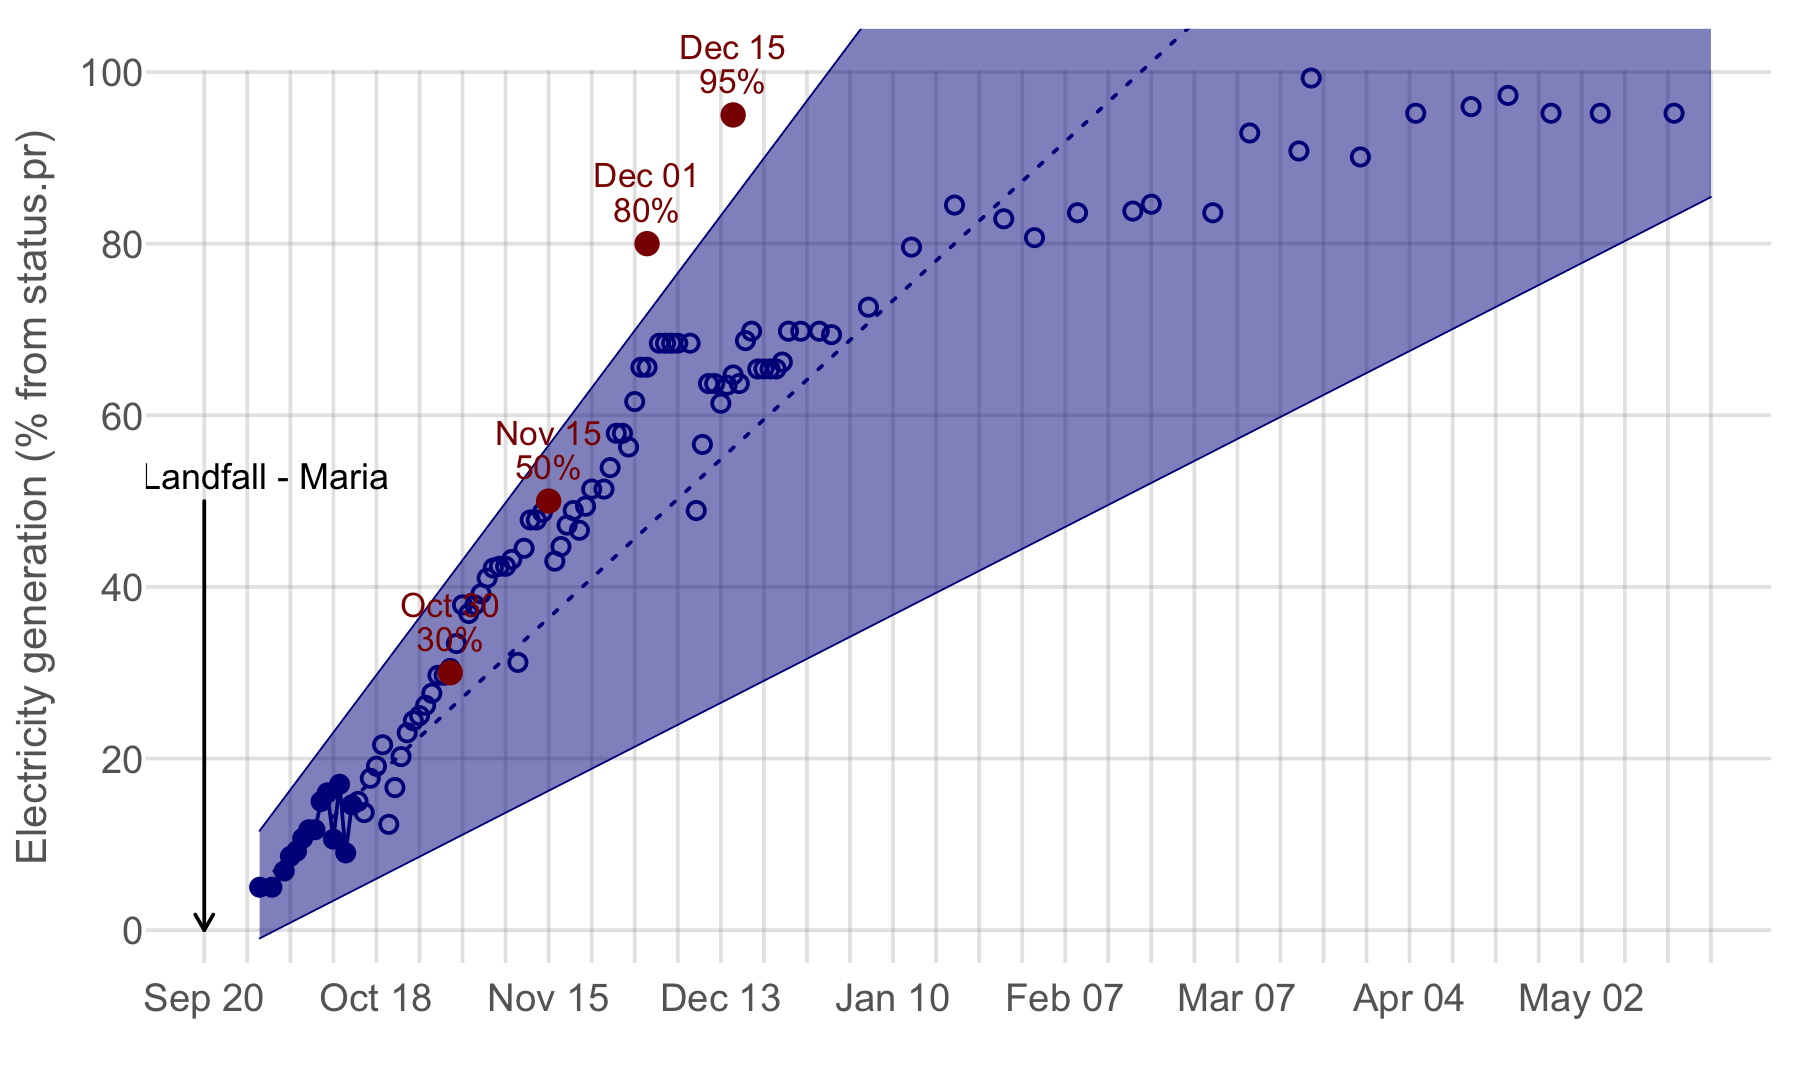 Dec 15
95%
100
Dec 01
80%
80
Nov 15
50%
60
Landfall - Maria
Oct 30
30%
40
20
0
Electricity generation (% from status.pr)
Sep 20 Oct 18 Nov 15 Dec 13 Jan 10 Feb 07 Mar 07 Apr 04 May 02